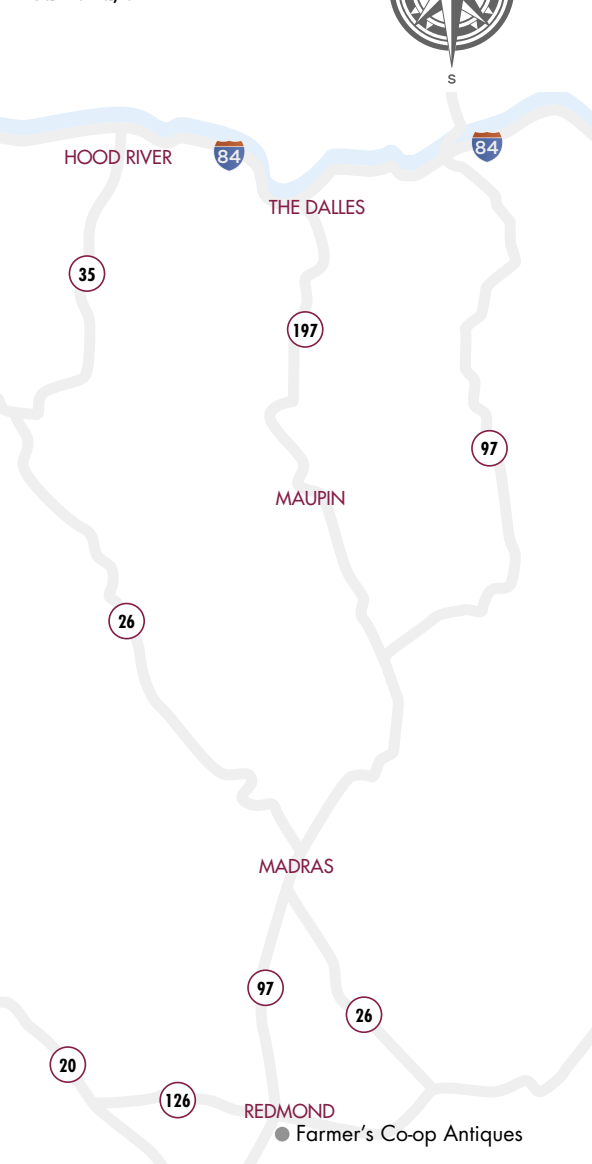 S
84
HOOD RIVER
84
THE DALLES
35
197
97
MAUPIN
26
MADRAS
97
26
20
126
REDMOND
Farmer's Co-op Antiques